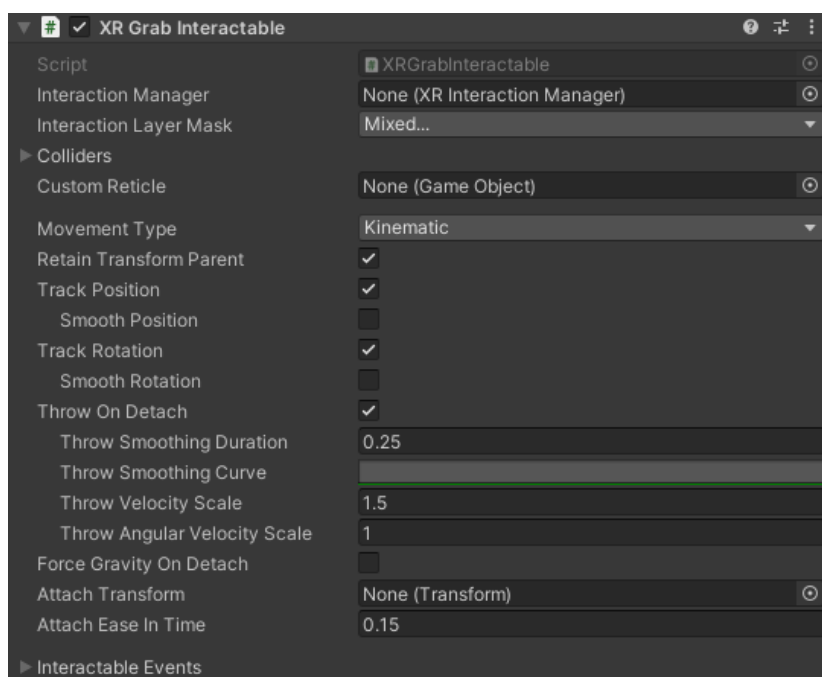 XR Grab Interactable
Script XRGrabInteractable
Interaction Manager None (XR Interaction Manager)
Interaction Layer Mask Mixed...
Colliders
Custom Reticle None (Game Object)
Movement Type Kinematic
Retain Transform Parent
Track Position
Smooth Position
Track Rotation
Smooth Rotation
Throw On Detach
Throw Smoothing Duration 0.25
Throw Smoothing Curve
Throw Velocity Scale 1.5
Throw Angular Velocity Scale 1
Force Gravity On Detach
Attach Transform None (Transform)
Attach Ease In Time 0.15
Interactable Events